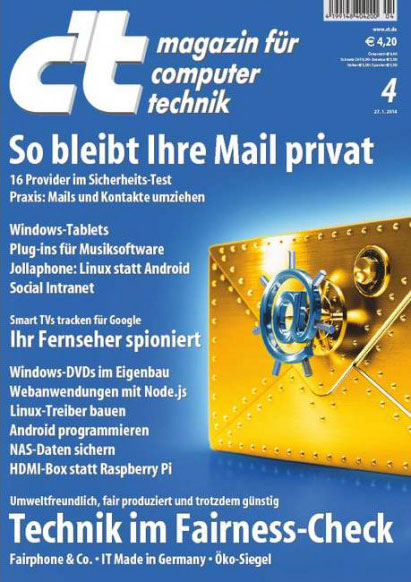 c't
magazin für
computer
technik
www.ct.de
€ 4,20
4
27. 1. 2014
So bleibt Ihre Mail privat
16 Provider im Sicherheits-Test
Praxis: Mails und Kontakte umziehen
Windows-Tablets
Plug-ins für Musiksoftware
Jollaphone: Linux statt Android
Social Intranet
Smart TVs tracken für Google
Ihr Fernseher spioniert
Windows-DVDs im Eigenbau
Webanwendungen mit Node.js
Linux-Treiber bauen
Android programmieren
NAS-Daten sichern
HDMI-Box statt Raspberry Pi
@
Umweltfreundlich, fair produziert und trotzdem günstig
Technik im Fairness-Check
Fairphone & Co. • IT Made in Germany • Öko-Siegel